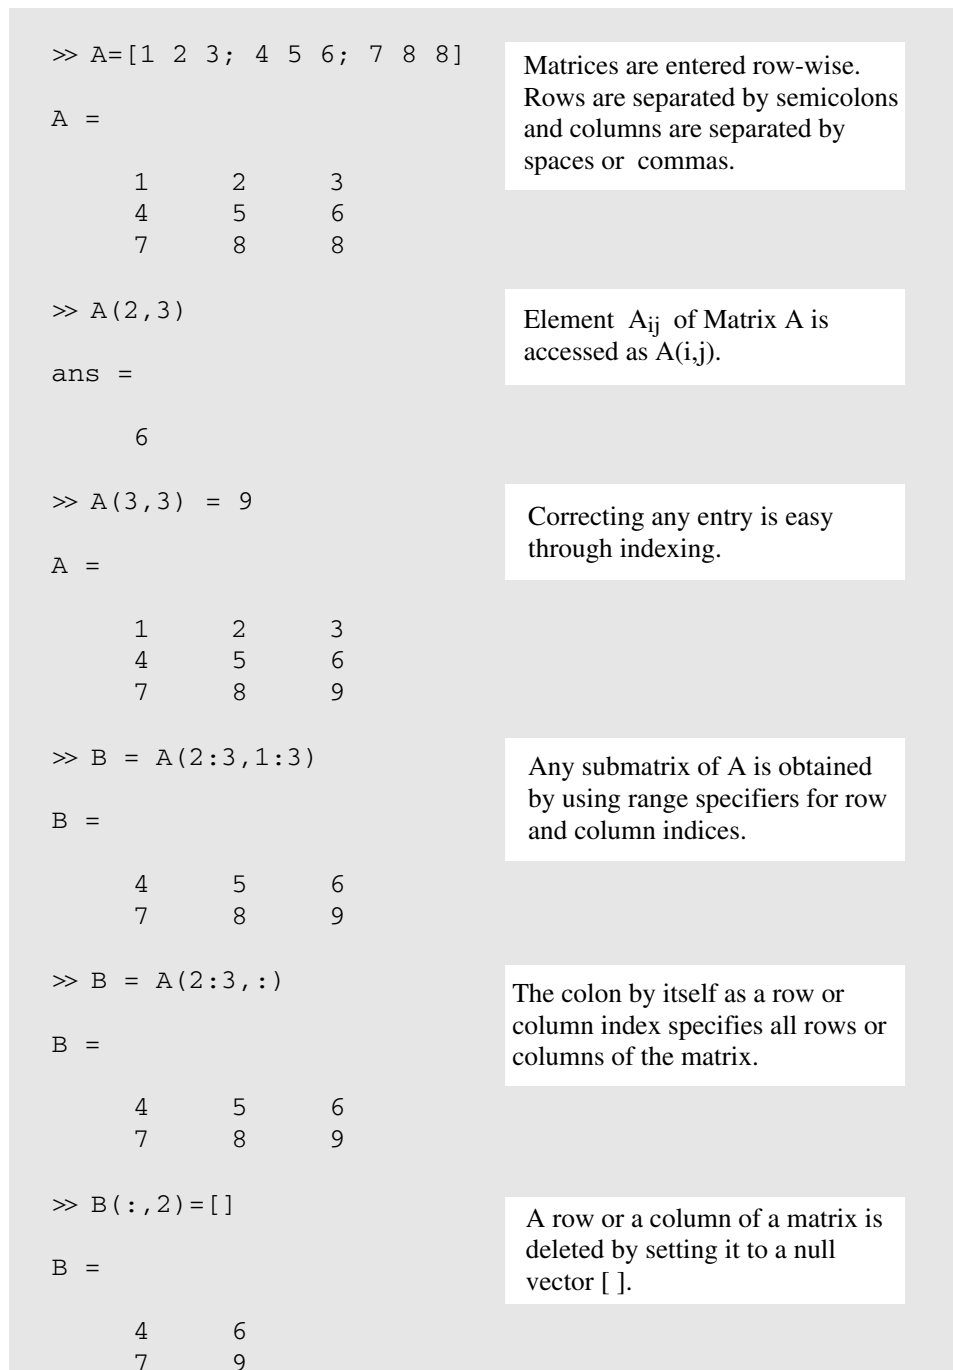 >> A=[1 2 3; 4 5 6; 7 8 8]
Matrices are entered row-wise.
Rows are separated by semicolons
and columns are separated by
spaces or commas.
A =
1 2 3
4 5 6
7 8 8
>> A(2,3)
Element Aij of Matrix A is
accessed as A(i,j).
ans =
6
>> A(3,3) = 9
Correcting any entry is easy
through indexing.
A =
1 2 3
4 5 6
7 8 9
>> B = A(2:3,1:3)
Any submatrix of A is obtained
by using range specifiers for row
and column indices.
B =
4 5 6
7 8 9
>> B = A(2:3,:)
The colon by itself as a row or
column index specifies all rows or
columns of the matrix.
B =
4 5 6
7 8 9
>> B(:,2)=[]
A row or a column of a matrix is
deleted by setting it to a null
vector [ ].
B =
4 6
7 9